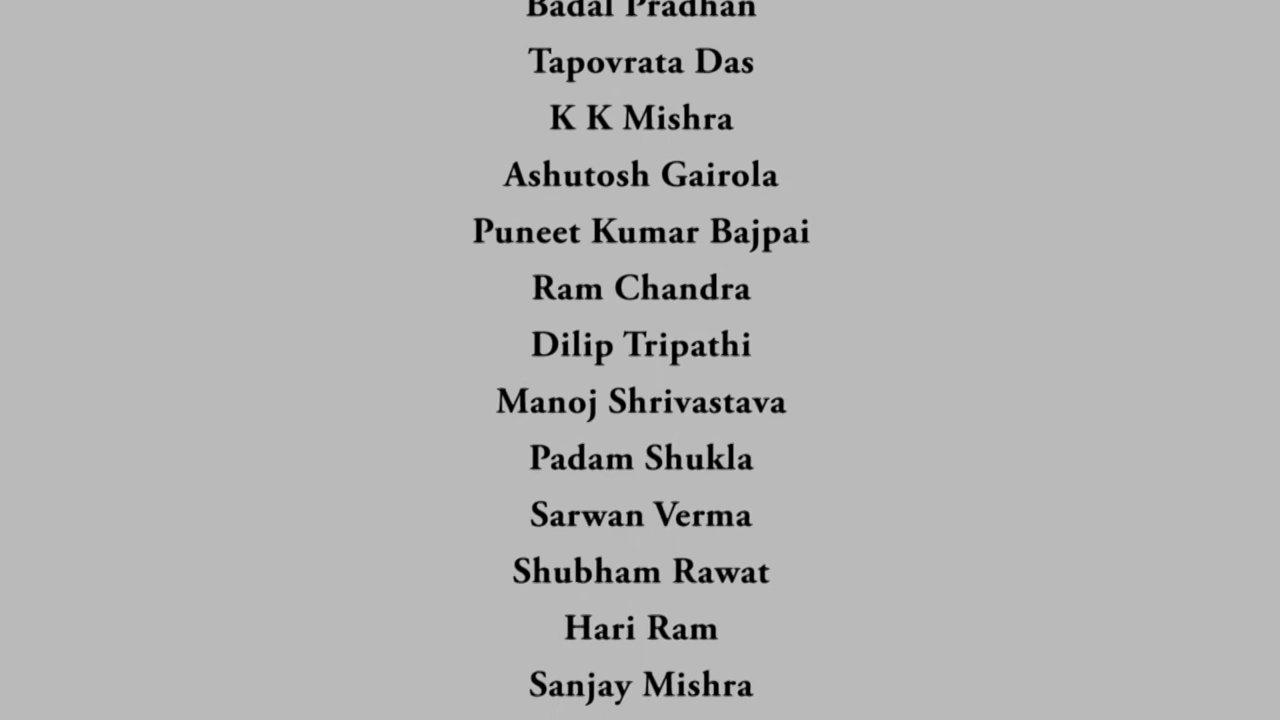 Badal Pradhan
Tapovrata Das
K K Mishra
Ashutosh Gairola
Puneet Kumar Bajpai
Ram Chandra
Dilip Tripathi
Manoj Shrivastava
Padam Shukla
Sarwan Verma
Shubham Rawat
Hari Ram
Sanjay Mishra